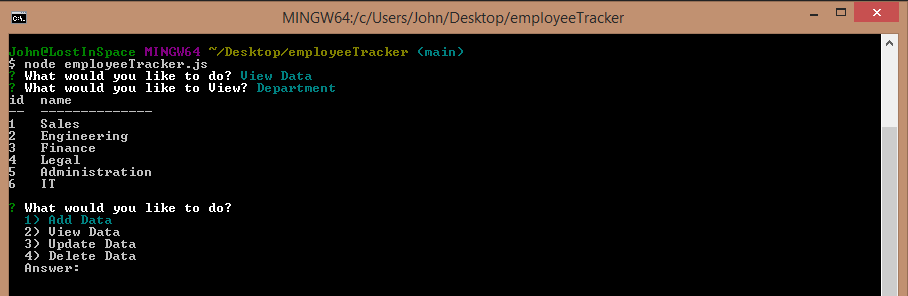 MINGW64:/c/Users/John/Desktop/employeeTracker
John@LostInSpace MINGW64 ~/Desktop/employeeTracker (main)
$ node employeeTracker.js
? What would you like to do? View Data
? What would you like to View? Department
id  name
--  --------------
1   Sales
2   Engineering
3   Finance
4   Legal
5   Administration
6   IT
? What would you like to do?
  1) Add Data
  2) View Data
  3) Update Data
  4) Delete Data
  Answer: